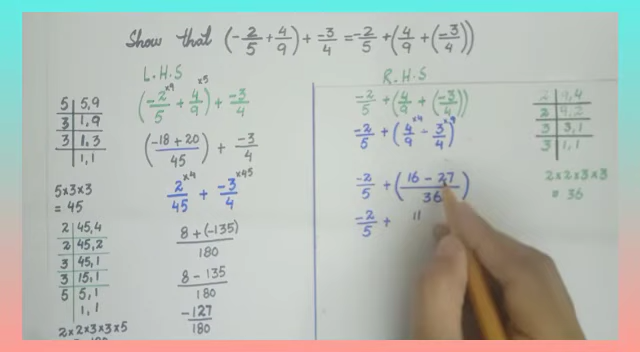 Show that (-2/5 + 4/9) + -3/4 = -2/5 + (4/9 + (-3/4))
L.H.S
(-2/5 ×9 + 4/9 ×5) + -3/4
(-18 + 20 / 45) + -3/4
2/45 ×4 + -3/4
8 + (-135) / 180
8 - 135 / 180
-127 / 180
5 | 5, 9
3 | 1, 9
3 | 1, 3
1, 1
5×3×3
= 45
2 | 45, 4
2 | 45, 2
3 | 45, 1
3 | 15, 1
5 | 5, 1
1, 1
2×2×3×3×5
R.H.S
-2/5 + (4/9 + (-3/4))
-2/5 + (4/9 ×4 - 3/4 ×9)
-2/5 + (16 - 27 / 36)
-2/5 + 11
2 | 9, 4
2 | 9, 2
3 | 3, 1
3 | 1, 1
2×2×3×3
= 36